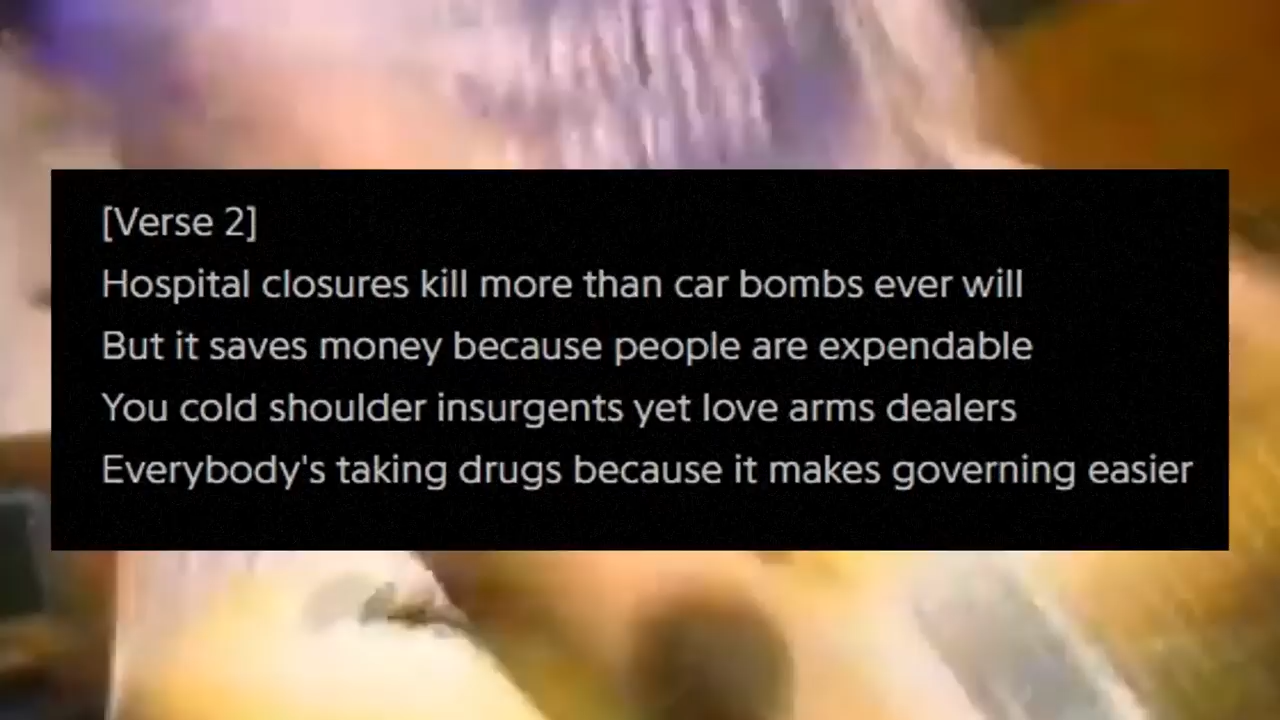 [Verse 2]
Hospital closures kill more than car bombs ever will
But it saves money because people are expendable
You cold shoulder insurgents yet love arms dealers
Everybody's taking drugs because it makes governing easier